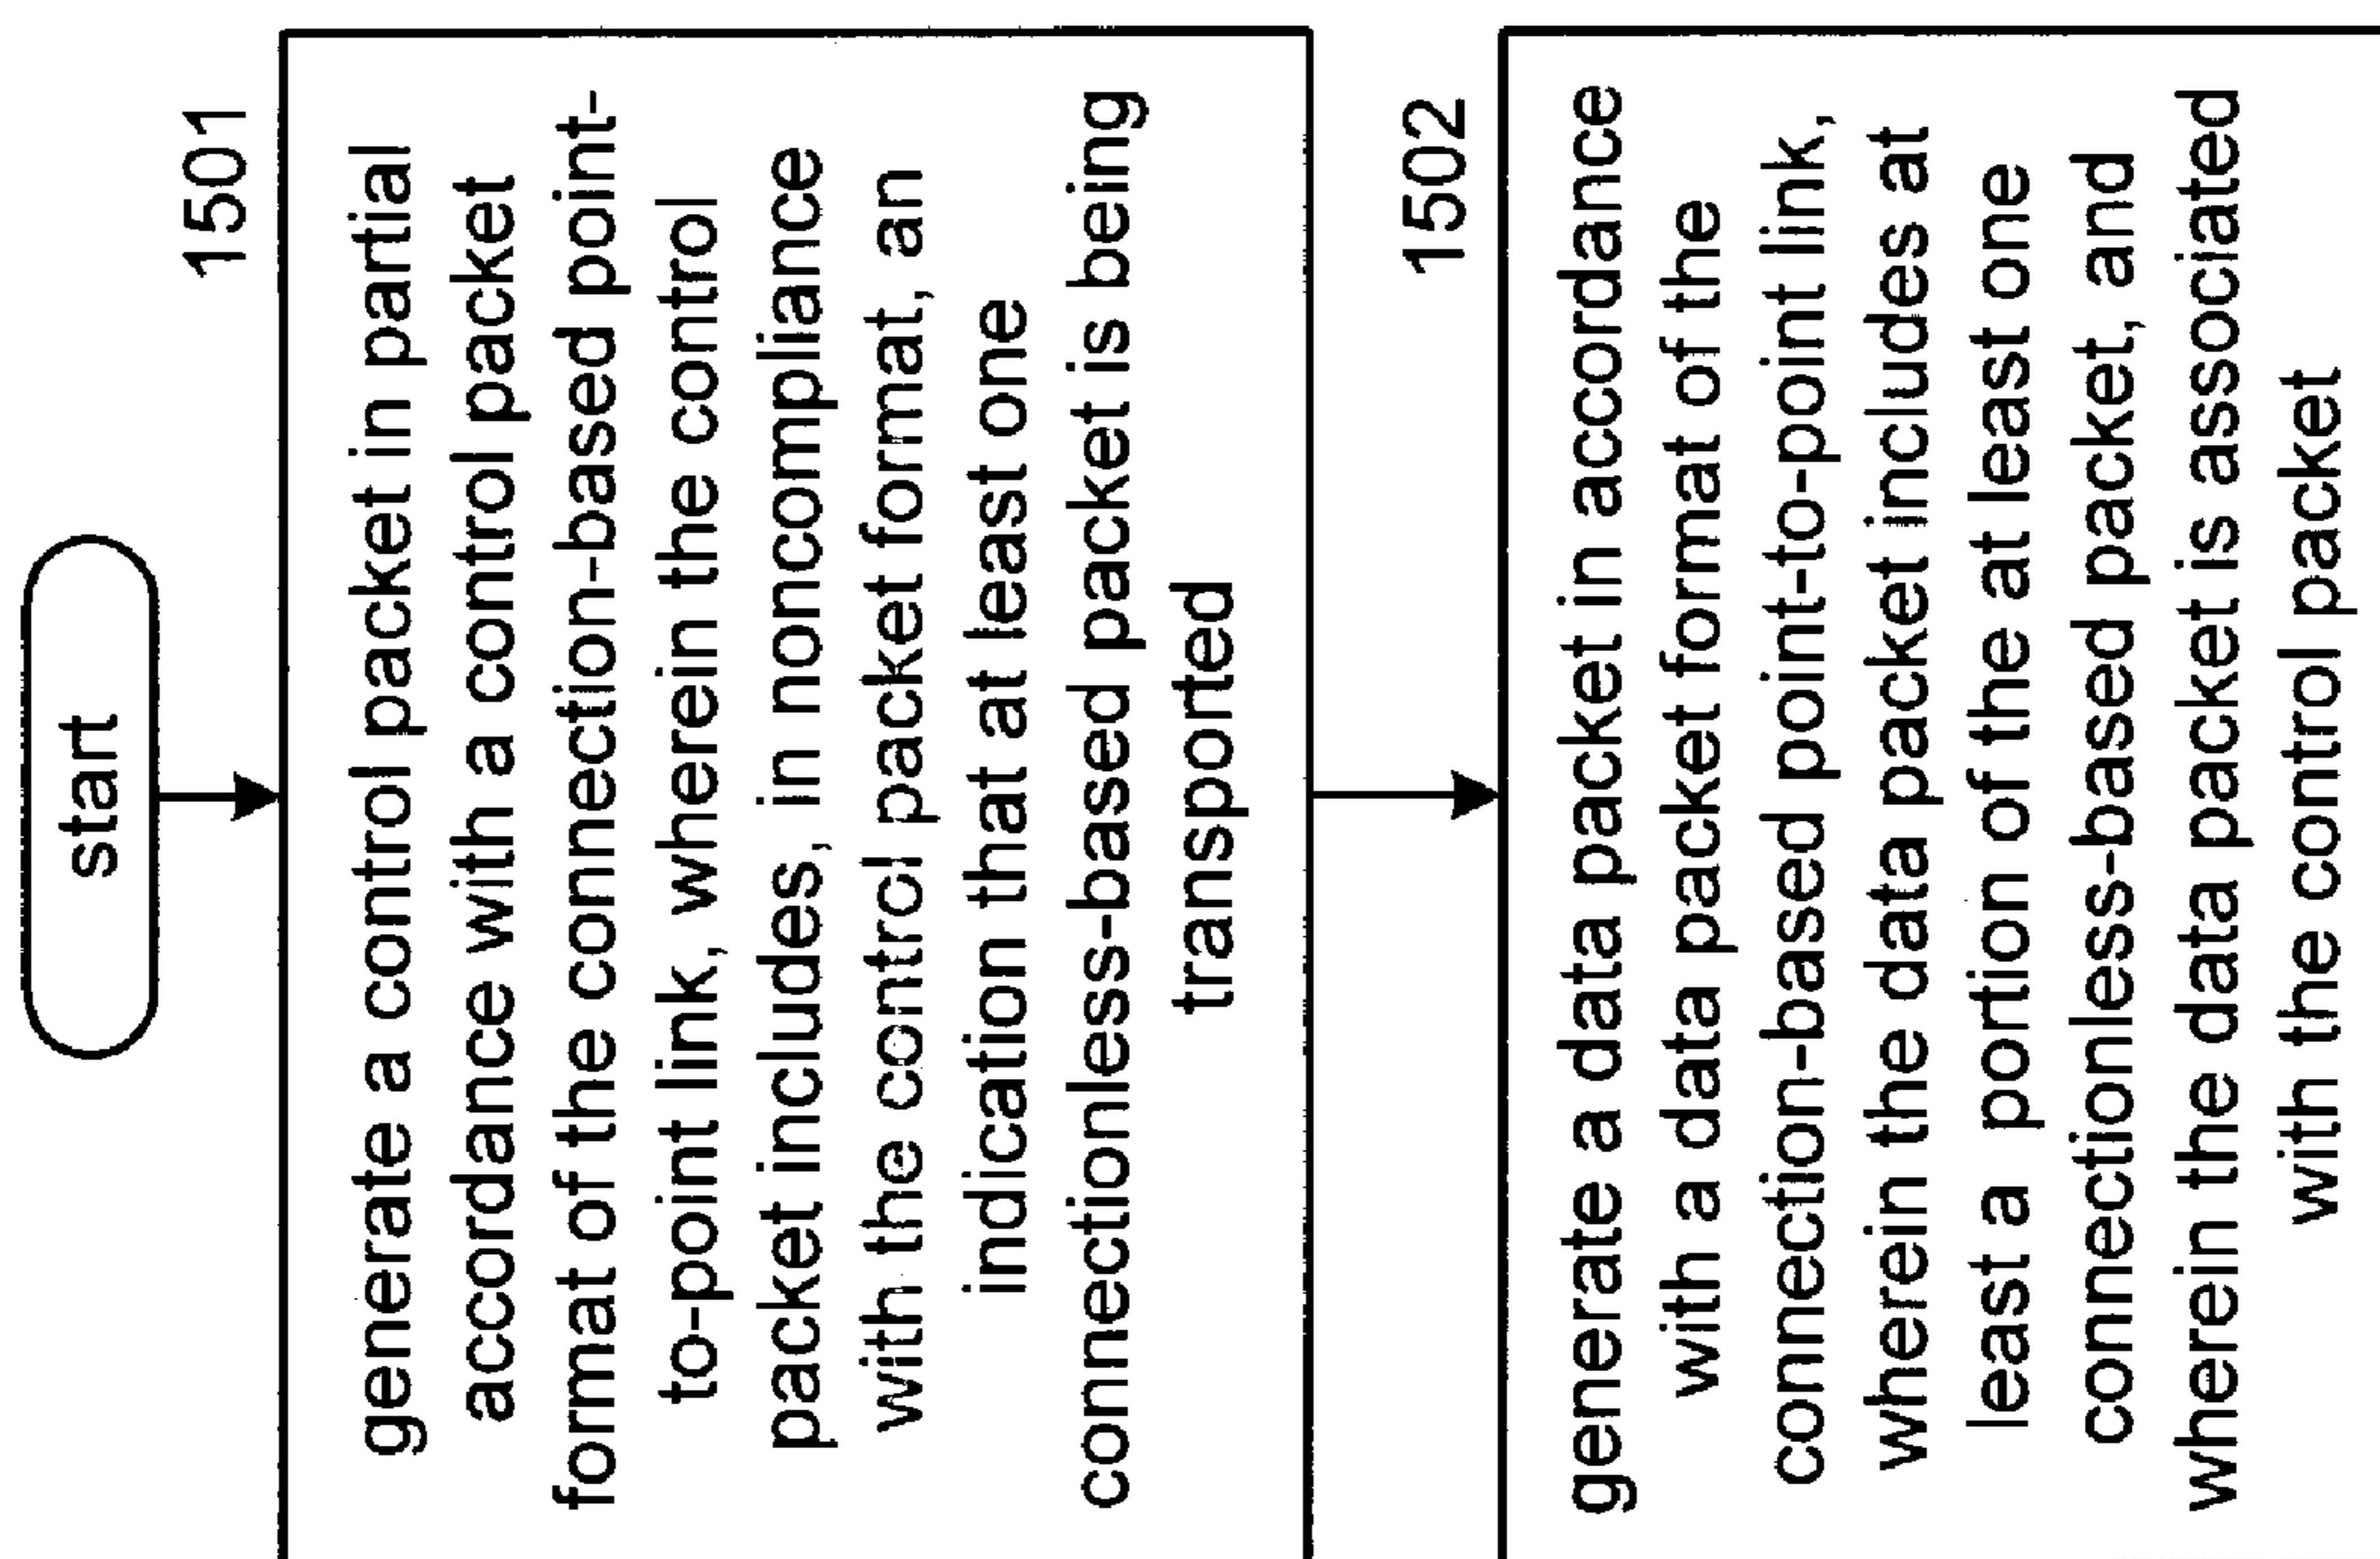 start
1501
generate a control packet in partial
accordance with a control packet
format of the connection-based point-
to-point link, wherein the control
packet includes, in noncompliance
with the control packet format, an
indication that at least one
connectionless-based packet is being
transported
1502
generate a data packet in accordance
with a data packet format of the
connection-based point-to-point link,
wherein the data packet includes at
least a portion of the at least one
connectionless-based packet, and
wherein the data packet is associated
with the control packet